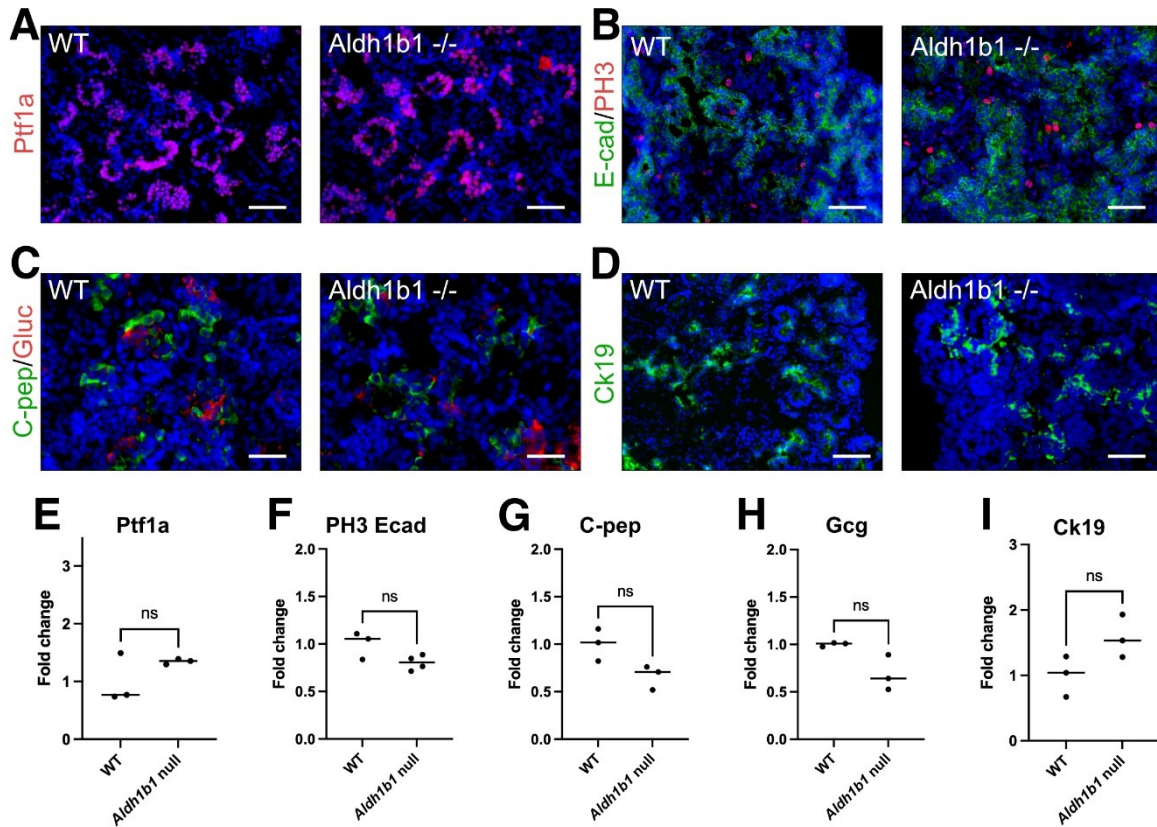 A
WT
Aldh1b1 -/-
Ptf1a
B
WT
Aldh1b1 -/-
E-cad/PH3
C
WT
Aldh1b1 -/-
C-pep/Gluc
D
WT
Aldh1b1 -/-
Ck19
E
Ptf1a
Fold change
3
2
1
0
ns
WT
Aldh1b1 null
F
PH3 Ecad
Fold change
2.0
1.5
1.0
0.5
0.0
ns
WT
Aldh1b1 null
G
C-pep
Fold change
2.0
1.5
1.0
0.5
0.0
ns
WT
Aldh1b1 null
H
Gcg
Fold change
2.0
1.5
1.0
0.5
0.0
ns
WT
Aldh1b1 null
I
Ck19
Fold change
3
2
1
0
ns
WT
Aldh1b1 null